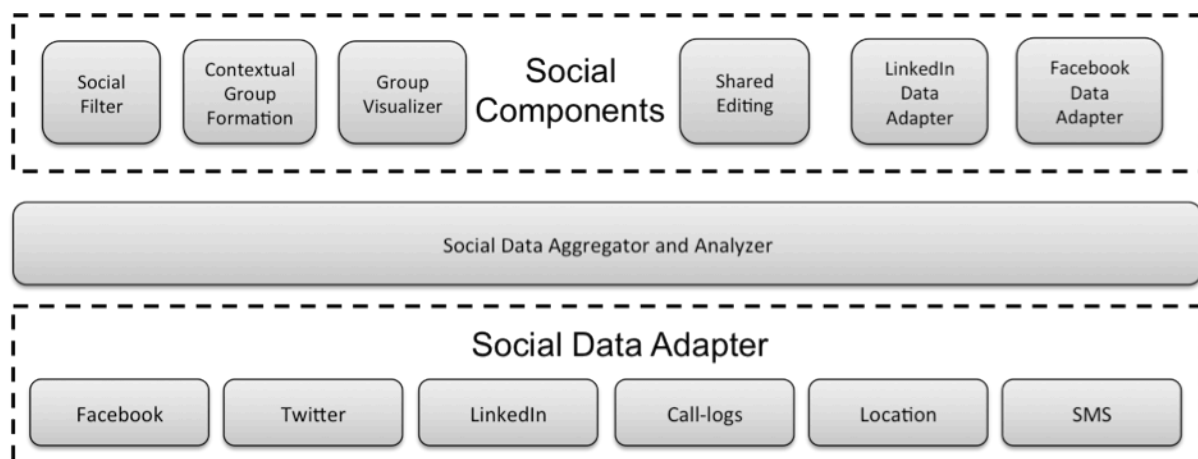 Social
Filter
Contextual
Group
Formation
Group
Visualizer
Social
Components
Shared
Editing
LinkedIn
Data
Adapter
Facebook
Data
Adapter
Social Data Aggregator and Analyzer
Social Data Adapter
Facebook
Twitter
LinkedIn
Call-logs
Location
SMS